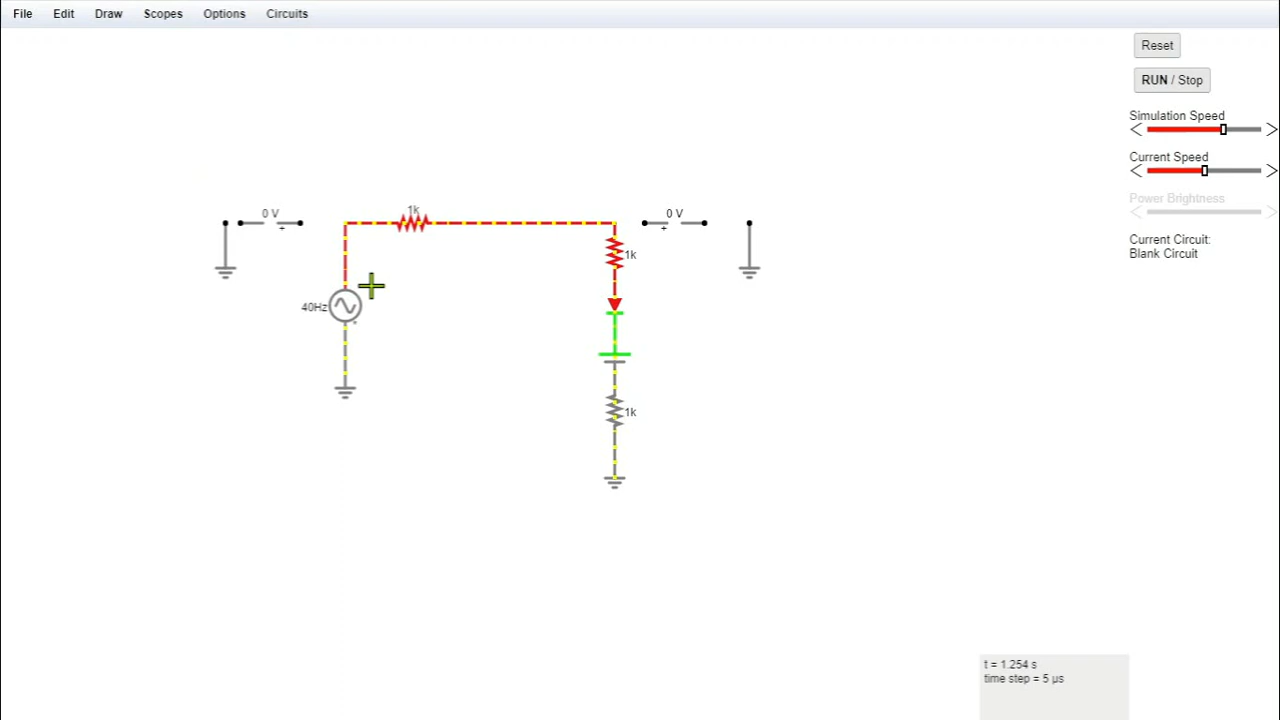 File Edit Draw Scopes Options Circuits
Reset
RUN / Stop
Simulation Speed
Current Speed
Power Brightness
Current Circuit:
Blank Circuit
0 V
+
1k
0 V
+
1k
40Hz
1k
t = 1.254 s
time step = 5 µs